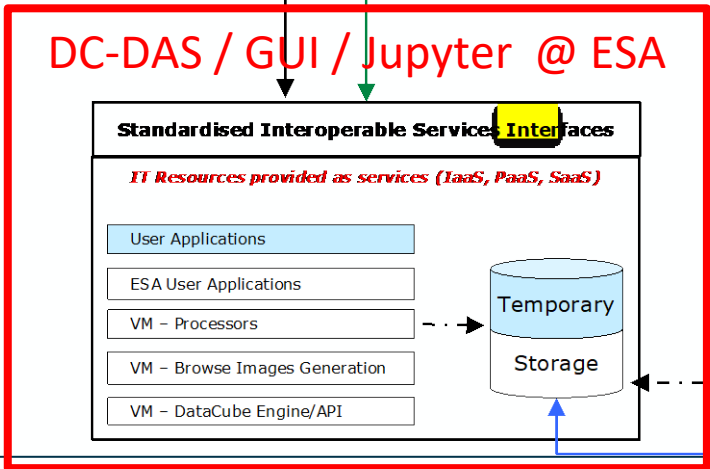 DC-DAS / GUI / Jupyter @ ESA
Standardised Interoperable Services Interfaces
IT Resources provided as services (IaaS, PaaS, SaaS)
User Applications
ESA User Applications
VM – Processors
VM – Browse Images Generation
VM – DataCube Engine/API
Temporary
Storage